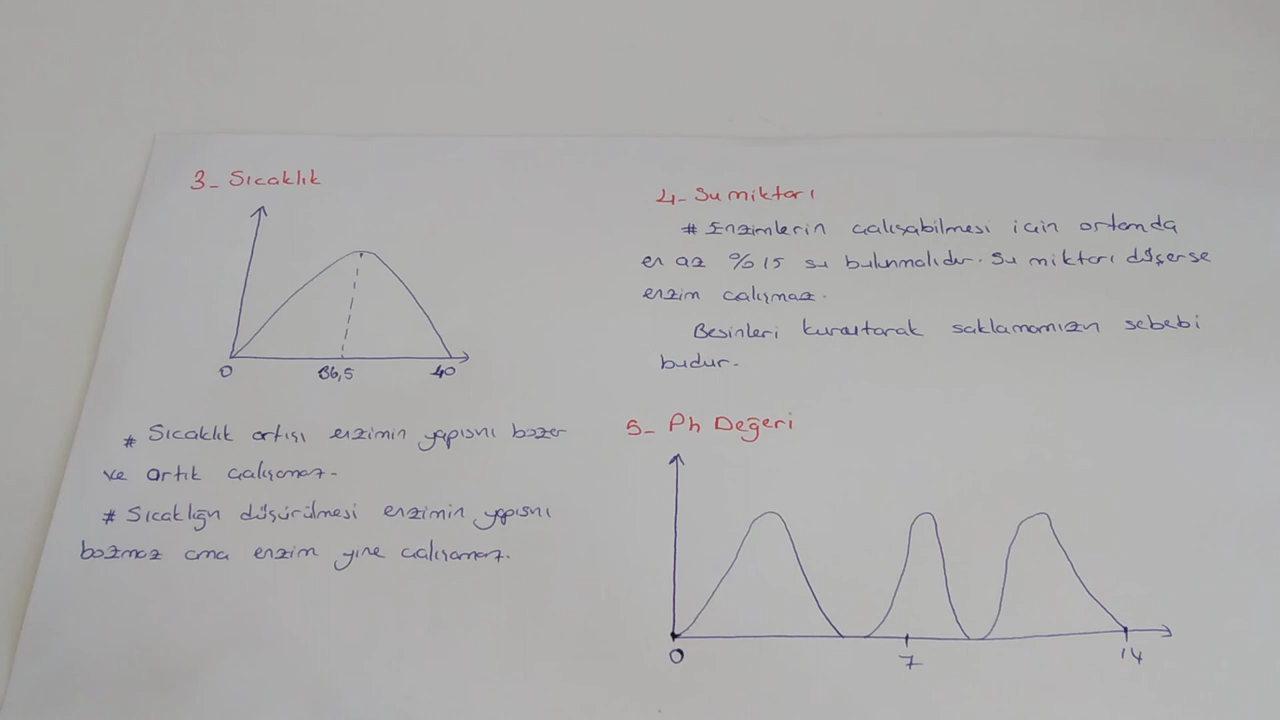 3- Sıcaklık
0 36,5 40
# Sıcaklık artışı enzimin yapısını bozar
ve artık çalışamaz.
# Sıcaklığın düşürülmesi enzimin yapısını
bozmaz ama enzim yine çalışamaz.
4- Su miktarı
# Enzimlerin çalışabilmesi için ortamda
en az %15 su bulunmalıdır. Su miktarı düşerse
enzim çalışmaz.
Besinleri kurutarak saklamamızın sebebi
budur.
5- Ph Değeri
0 7 14